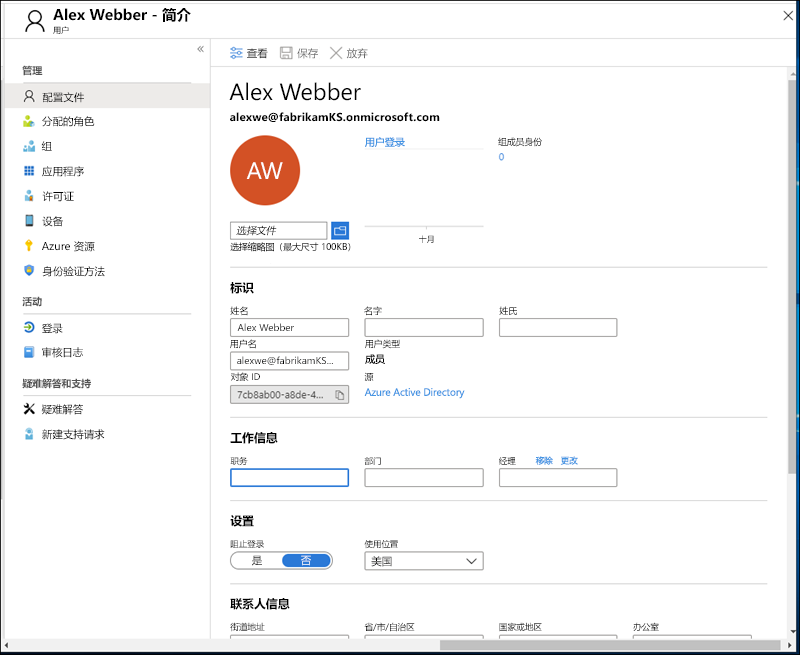 Alex Webber - 简介
用户
管理
配置文件
分配的角色
组
应用程序
许可证
设备
Azure 资源
身份验证方法
活动
登录
审核日志
疑难解答和支持
疑难解答
新建支持请求
查看 保存 放弃
Alex Webber
alexwe@fabrikamKS.onmicrosoft.com
AW
用户登录
组成员身份
0
选择文件
选择缩略图（最大尺寸 100KB）
十月
标识
姓名 名字 姓氏
Alex Webber
用户名 用户类型
alexwe@fabrikamKS... 成员
对象 ID 源
7cb8ab00-a8de-4... Azure Active Directory
工作信息
职务 部门 经理 移除 更改
设置
阻止登录 使用位置
是 否 美国
联系人信息
街道地址 省/市/自治区 国家或地区 办公室